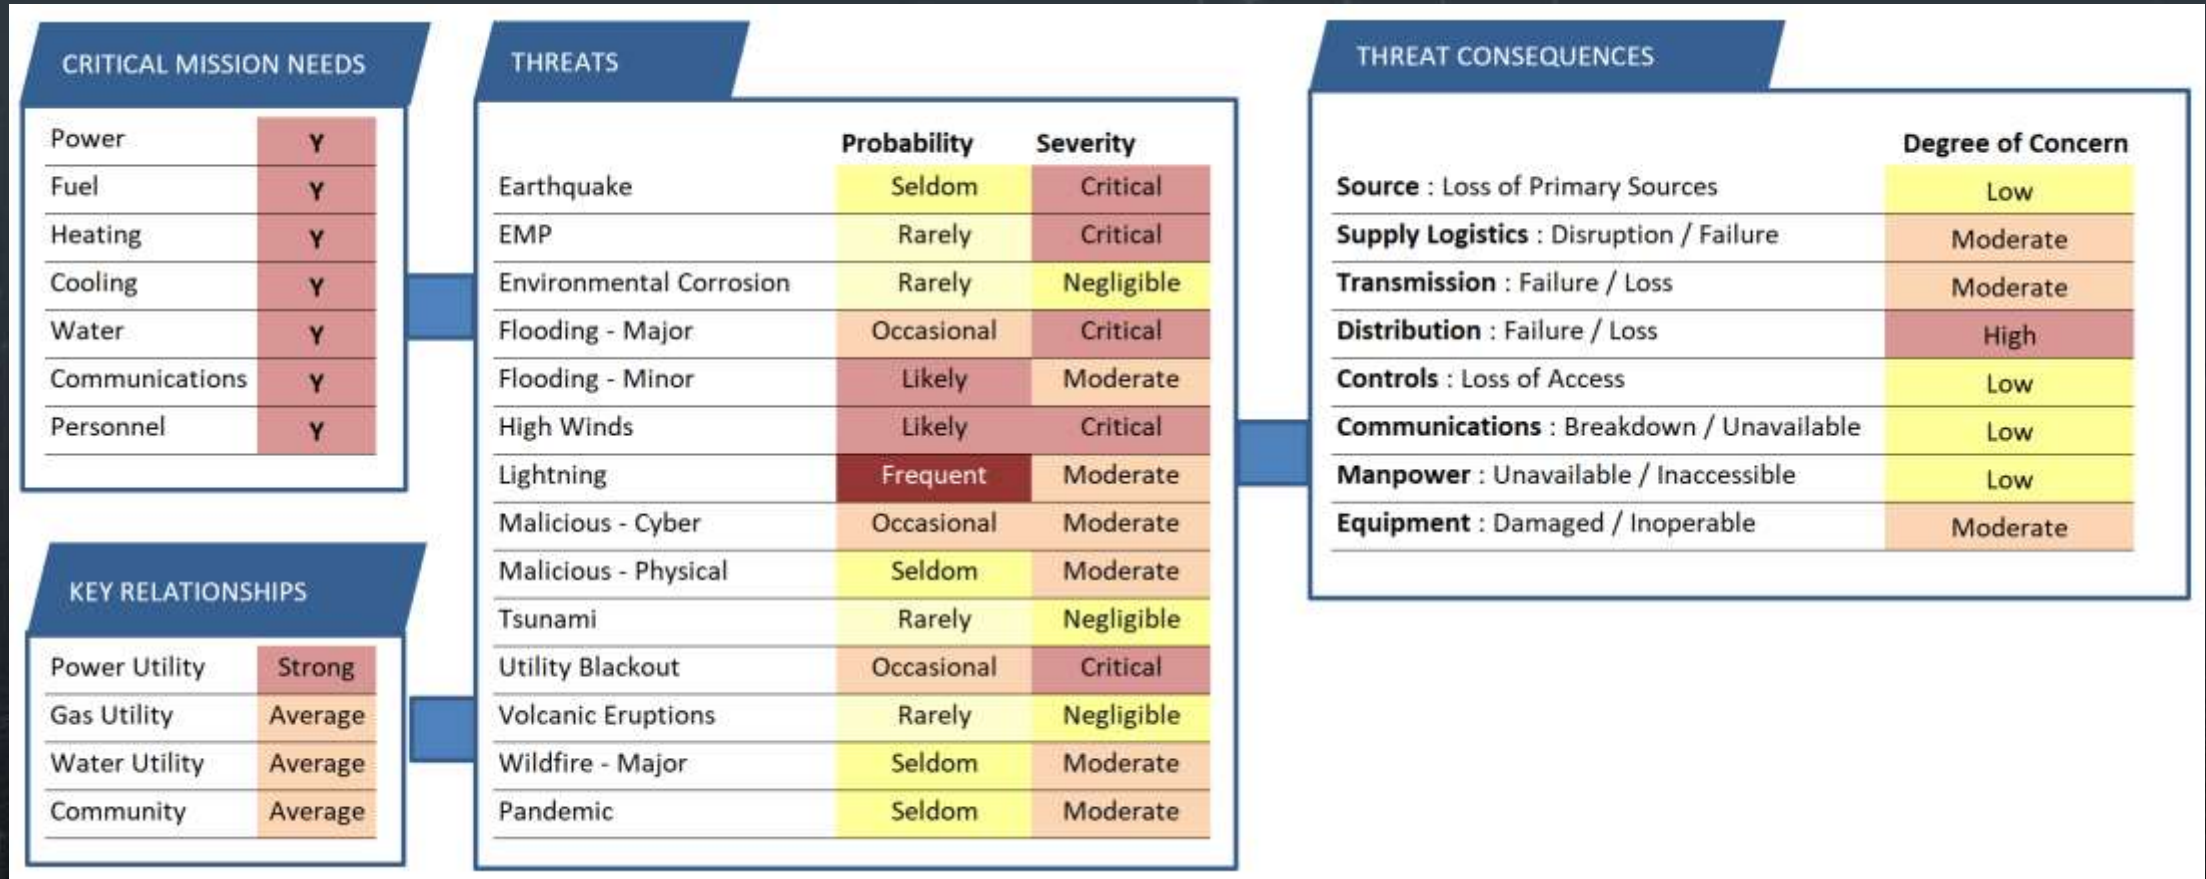 CRITICAL MISSION NEEDS
Power Y
Fuel Y
Heating Y
Cooling Y
Water Y
Communications Y
Personnel Y
KEY RELATIONSHIPS
Power Utility Strong
Gas Utility Average
Water Utility Average
Community Average
THREATS
Probability Severity
Earthquake Seldom Critical
EMP Rarely Critical
Environmental Corrosion Rarely Negligible
Flooding - Major Occasional Critical
Flooding - Minor Likely Moderate
High Winds Likely Critical
Lightning Frequent Moderate
Malicious - Cyber Occasional Moderate
Malicious - Physical Seldom Moderate
Tsunami Rarely Negligible
Utility Blackout Occasional Critical
Volcanic Eruptions Rarely Negligible
Wildfire - Major Seldom Moderate
Pandemic Seldom Moderate
THREAT CONSEQUENCES
Degree of Concern
Source : Loss of Primary Sources Low
Supply Logistics : Disruption / Failure Moderate
Transmission : Failure / Loss Moderate
Distribution : Failure / Loss High
Controls : Loss of Access Low
Communications : Breakdown / Unavailable Low
Manpower : Unavailable / Inaccessible Low
Equipment : Damaged / Inoperable Moderate